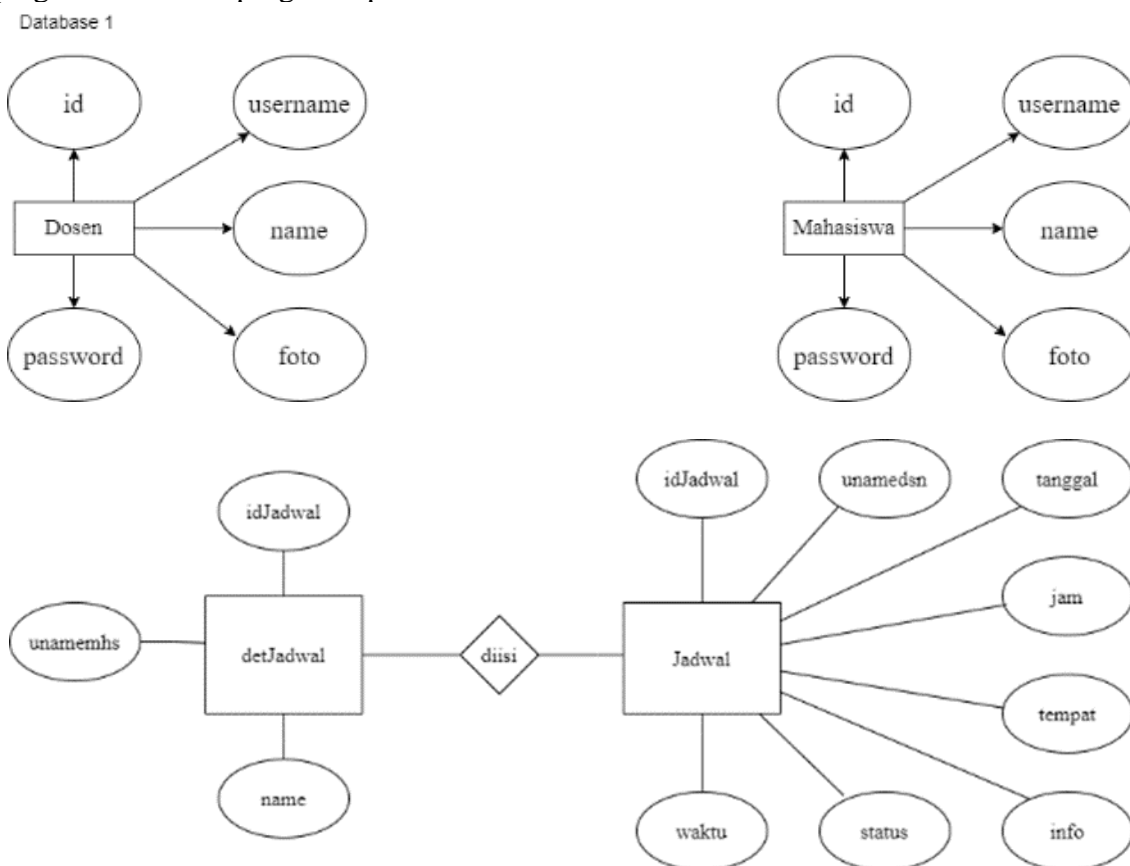 Database 1
id
username
id
username
Dosen
name
Mahasiswa
name
password
foto
password
foto
idJadwal
unamedsn
tanggal
idJadwal
jam
unamemhs
detJadwal
diisi
Jadwal
tempat
name
waktu
status
info